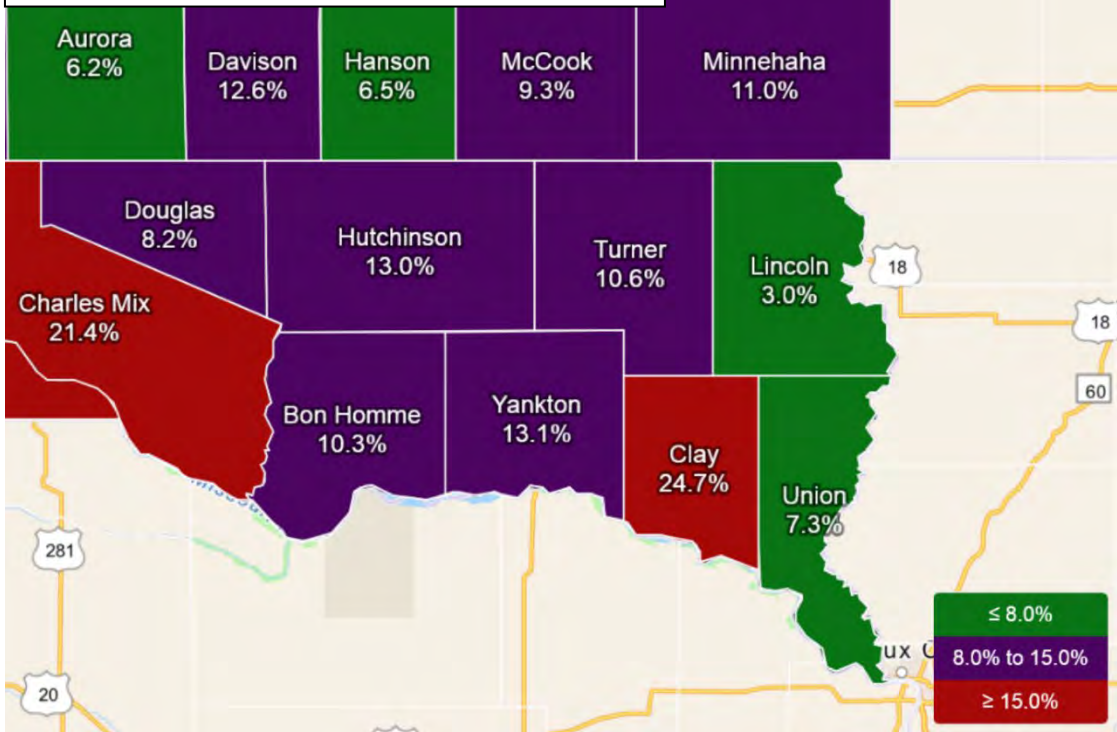 Aurora
6.2%
Davison
12.6%
Hanson
6.5%
McCook
9.3%
Minnehaha
11.0%
Douglas
8.2%
Hutchinson
13.0%
Turner
10.6%
Lincoln
3.0%
18
Charles Mix
21.4%
18
60
Bon Homme
10.3%
Yankton
13.1%
Clay
24.7%
Union
7.3%
281
20
ux C
≤ 8.0%
8.0% to 15.0%
≥ 15.0%